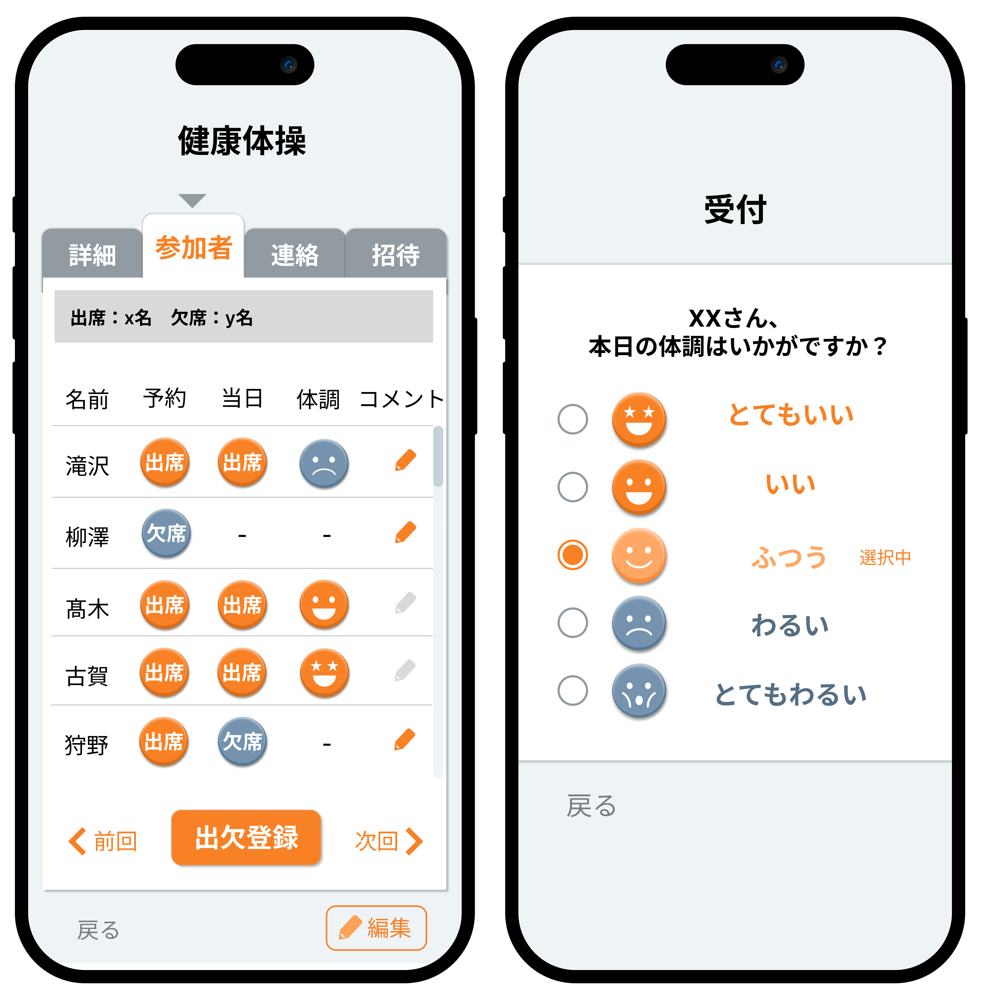 健康体操
詳細 参加者 連絡 招待
出席：x名　欠席：y名
名前 予約 当日 体調 コメント
滝沢 出席 出席
柳澤 欠席 - -
髙木 出席 出席
古賀 出席 出席
狩野 出席 欠席 -
前回 出欠登録 次回
戻る 編集
受付
XXさん、
本日の体調はいかがですか？
とてもいい
いい
ふつう 選択中
わるい
とてもわるい
戻る